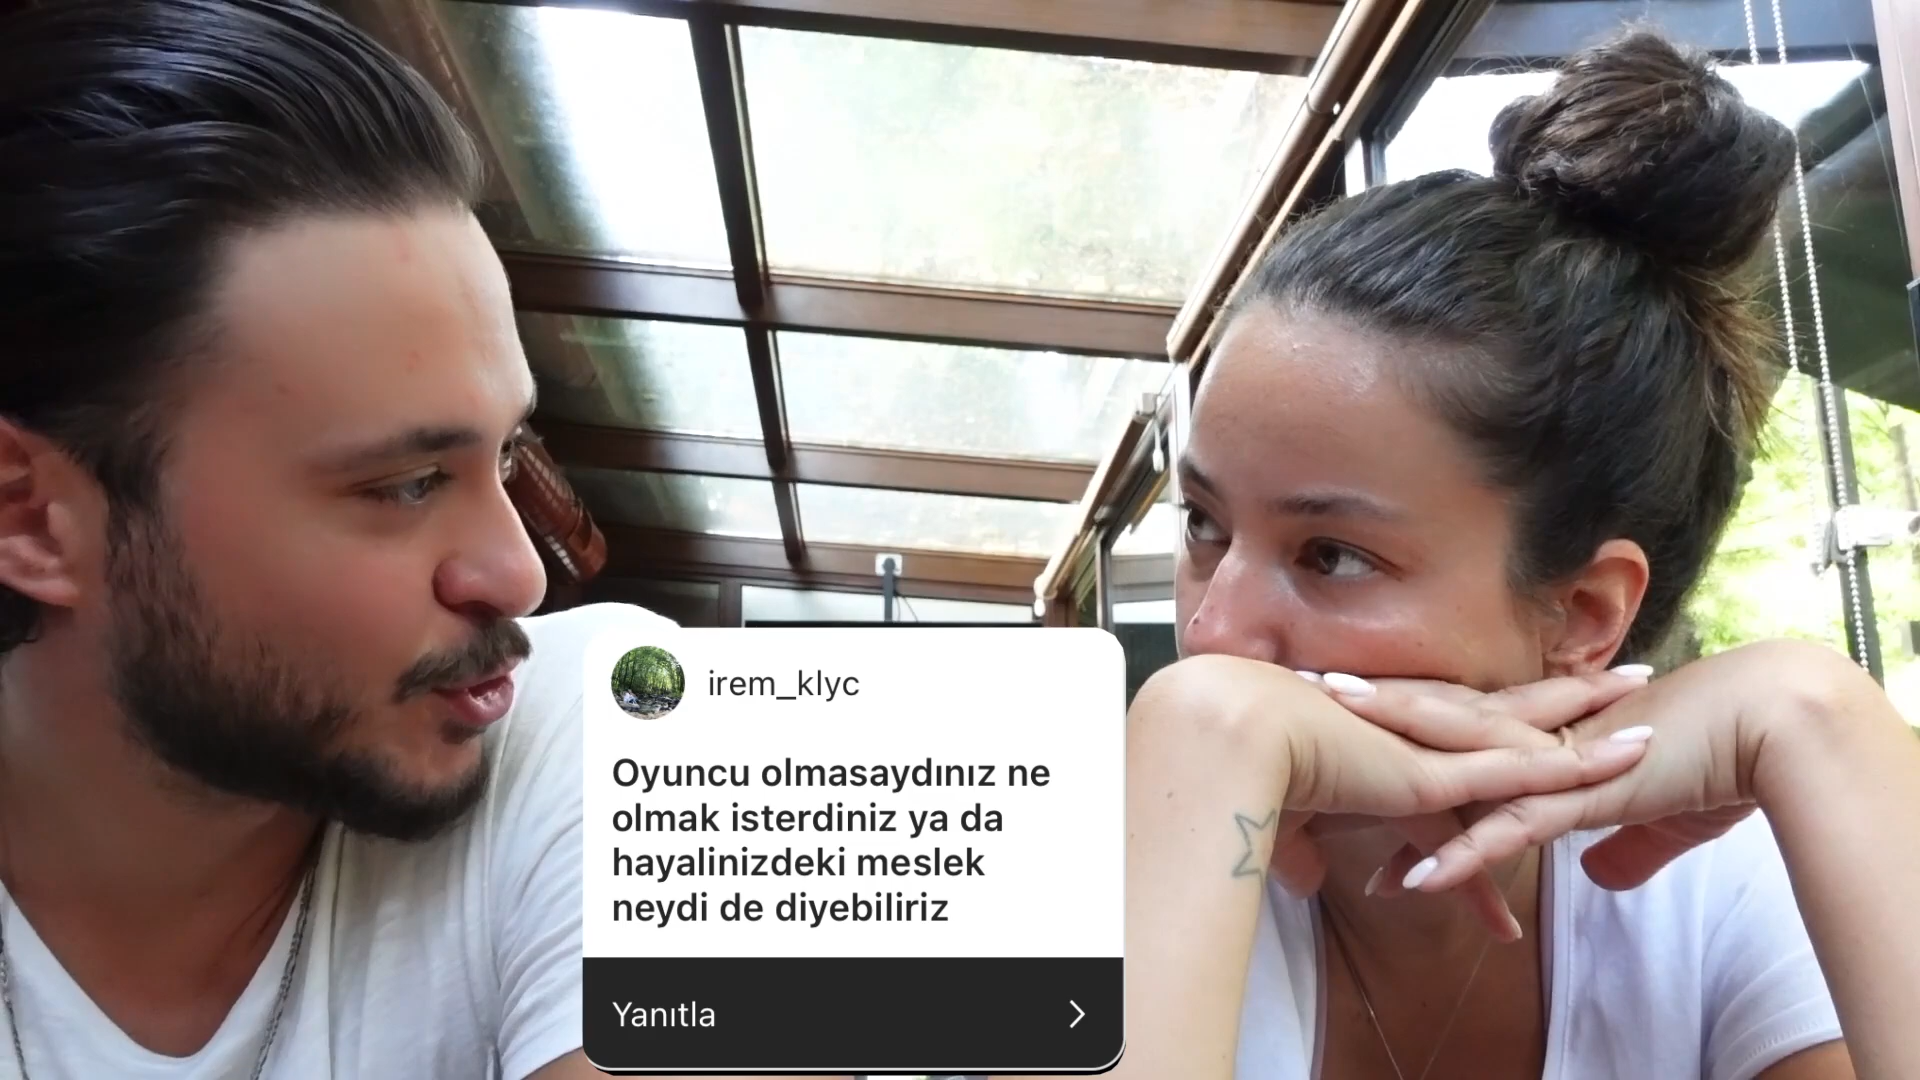 irem_klyc
Oyuncu olmasaydınız ne
olmak isterdiniz ya da
hayalinizdeki meslek
neydi de diyebiliriz
Yanıtla